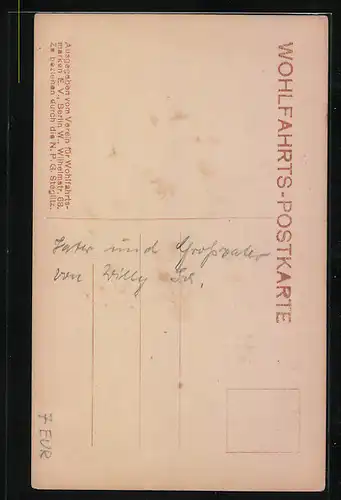 WOHLFAHRTS-POSTKARTE
Ausgegeben vom Verein für Wohlfahrts-
marken E. V., Berlin W., Wilhelmstr. 68.
Zu beziehen durch die N. P. G. Steglitz.
Vater und Großvater
von Willy
7 EUR